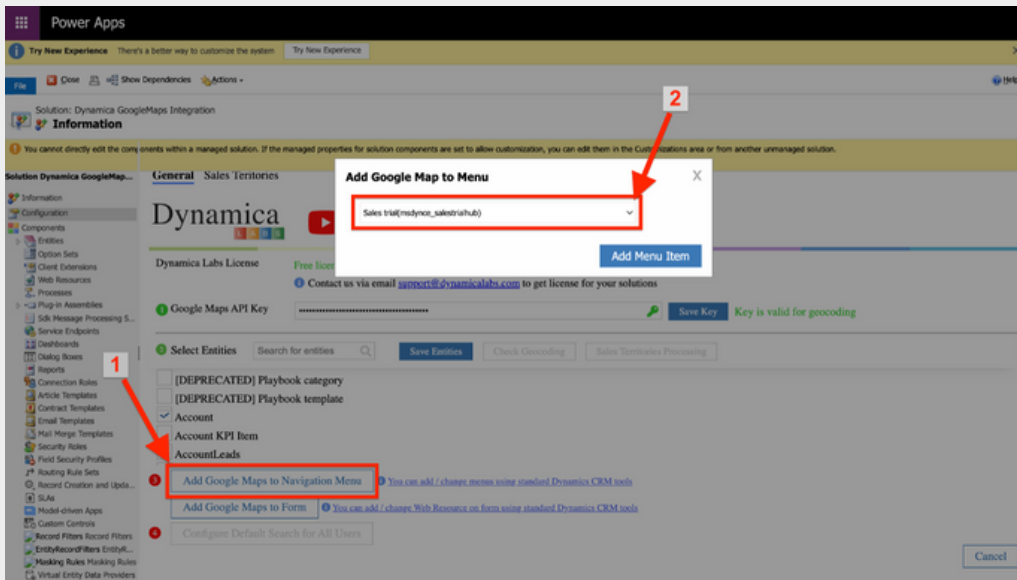 Power Apps
Try New Experience There's a better way to customize the system Try New Experience
File Close Show Dependencies Actions Help
Solution: Dynamica GoogleMaps Integration
Information
You cannot directly edit the components within a managed solution. If the managed properties for solution components are set to allow customization, you can edit them in the Customizations area or from another unmanaged solution.
Solution Dynamica GoogleMap...
Information
Configuration
Components
Entities
Option Sets
Client Extensions
Web Resources
Processes
Plug-in Assemblies
Sdk Message Processing S...
Service Endpoints
Dashboards
Dialog Boxes
Reports
Connection Roles
Article Templates
Contract Templates
Email Templates
Mail Merge Templates
Security Roles
Field Security Profiles
Routing Rule Sets
Record Creation and Upda...
SLAs
Model-driven Apps
Custom Controls
Record Filters Record Filters
EntityRecordFilters EntityR...
Masking Rules Masking Rules
Virtual Entity Data Providers
General Sales Teritories
Dynamica
LABS
2
Add Google Map to Menu X
Sales trial(msdynce_salestrialhub)
Add Menu Item
Dynamica Labs License Free licen
Contact us via email support@dynamicalabs.com to get license for your solutions
1 Google Maps API Key Save Key Key is valid for geocoding
2 Select Entities Search for entities Save Entities Check Geocoding Sales Territories Processing
1
[DEPRECATED] Playbook category
[DEPRECATED] Playbook template
Account
Account KPI Item
AccountLeads
3 Add Google Maps to Navigation Menu You can add / change menus using standard Dynamics CRM tools
Add Google Maps to Form You can add / change Web Resource on form using standard Dynamics CRM tools
4 Configure Default Search for All Users
Cancel